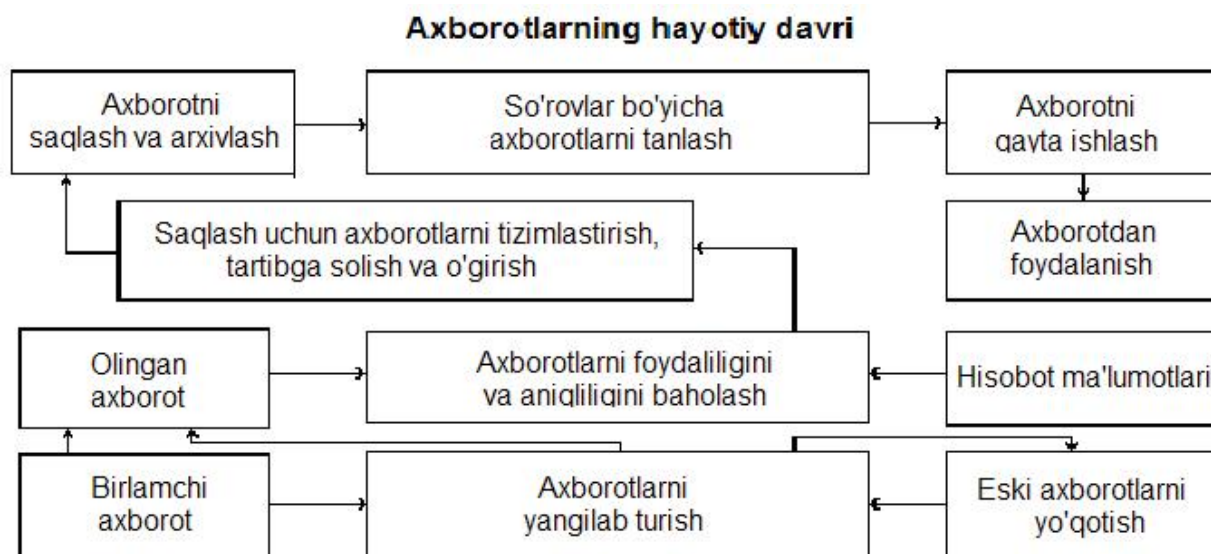 Axborotlarning hayotiy davri
Axborotni
saqlash va arxivlash
So'rovlar bo'yicha
axborotlarni tanlash
Axborotni
qayta ishlash
Saqlash uchun axborotlarni tizimlastirish,
tartibga solish va o'girish
Axborotdan
foydalanish
Olingan
axborot
Axborotlarni foydaliligini
va aniqliligini baholash
Hisobot ma'lumotlari
Birlamchi
axborot
Axborotlarni
yangilab turish
Eski axborotlarni
yo'qotish